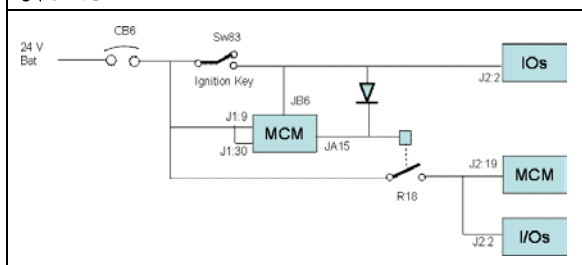 CB6
Sw83
24 V
Bat
IOs
J2:2
Ignition Key
JB6
J1:9
MCM
J1:30
JA15
J2:19
MCM
R18
J2:2
I/Os